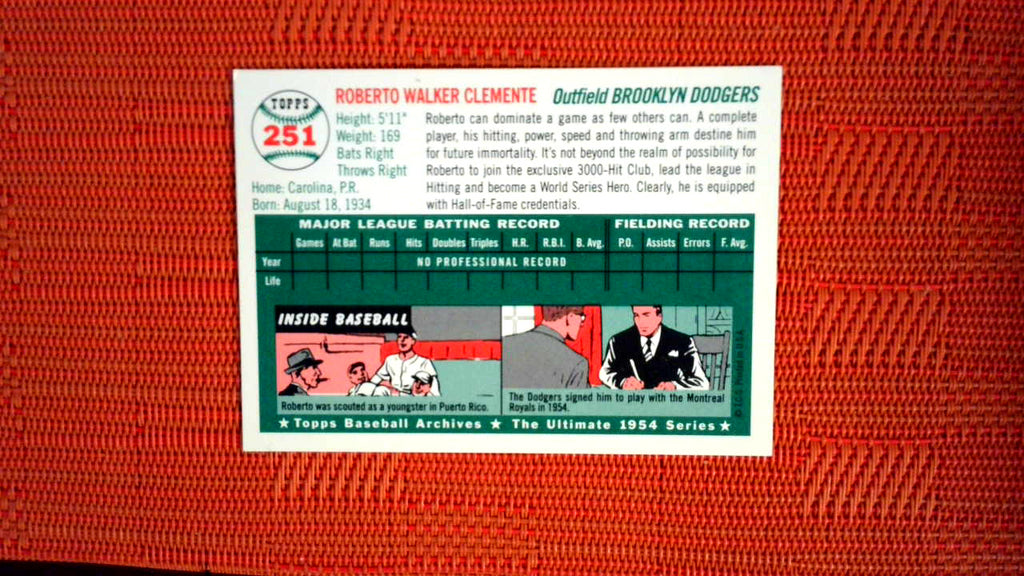 TOPPS
251
ROBERTO WALKER CLEMENTE Outfield BROOKLYN DODGERS
Height: 5'11"
Weight: 169
Bats Right
Throws Right
Home: Carolina, P.R.
Born: August 18, 1934
Roberto can dominate a game as few others can. A complete
player, his hitting, power, speed and throwing arm destine him
for future immortality. It's not beyond the realm of possibility for
Roberto to join the exclusive 3000-Hit Club, lead the league in
Hitting and become a World Series Hero. Clearly, he is equipped
with Hall-of-Fame credentials.
MAJOR LEAGUE BATTING RECORD FIELDING RECORD
Games At Bat Runs Hits Doubles Triples H.R. R.B.I. B. Avg. P.O. Assists Errors F. Avg.
Year NO PROFESSIONAL RECORD
Life
INSIDE BASEBALL
Roberto was scouted as a youngster in Puerto Rico.
The Dodgers signed him to play with the Montreal
Royals in 1954.
★ Topps Baseball Archives ★ The Ultimate 1954 Series ★